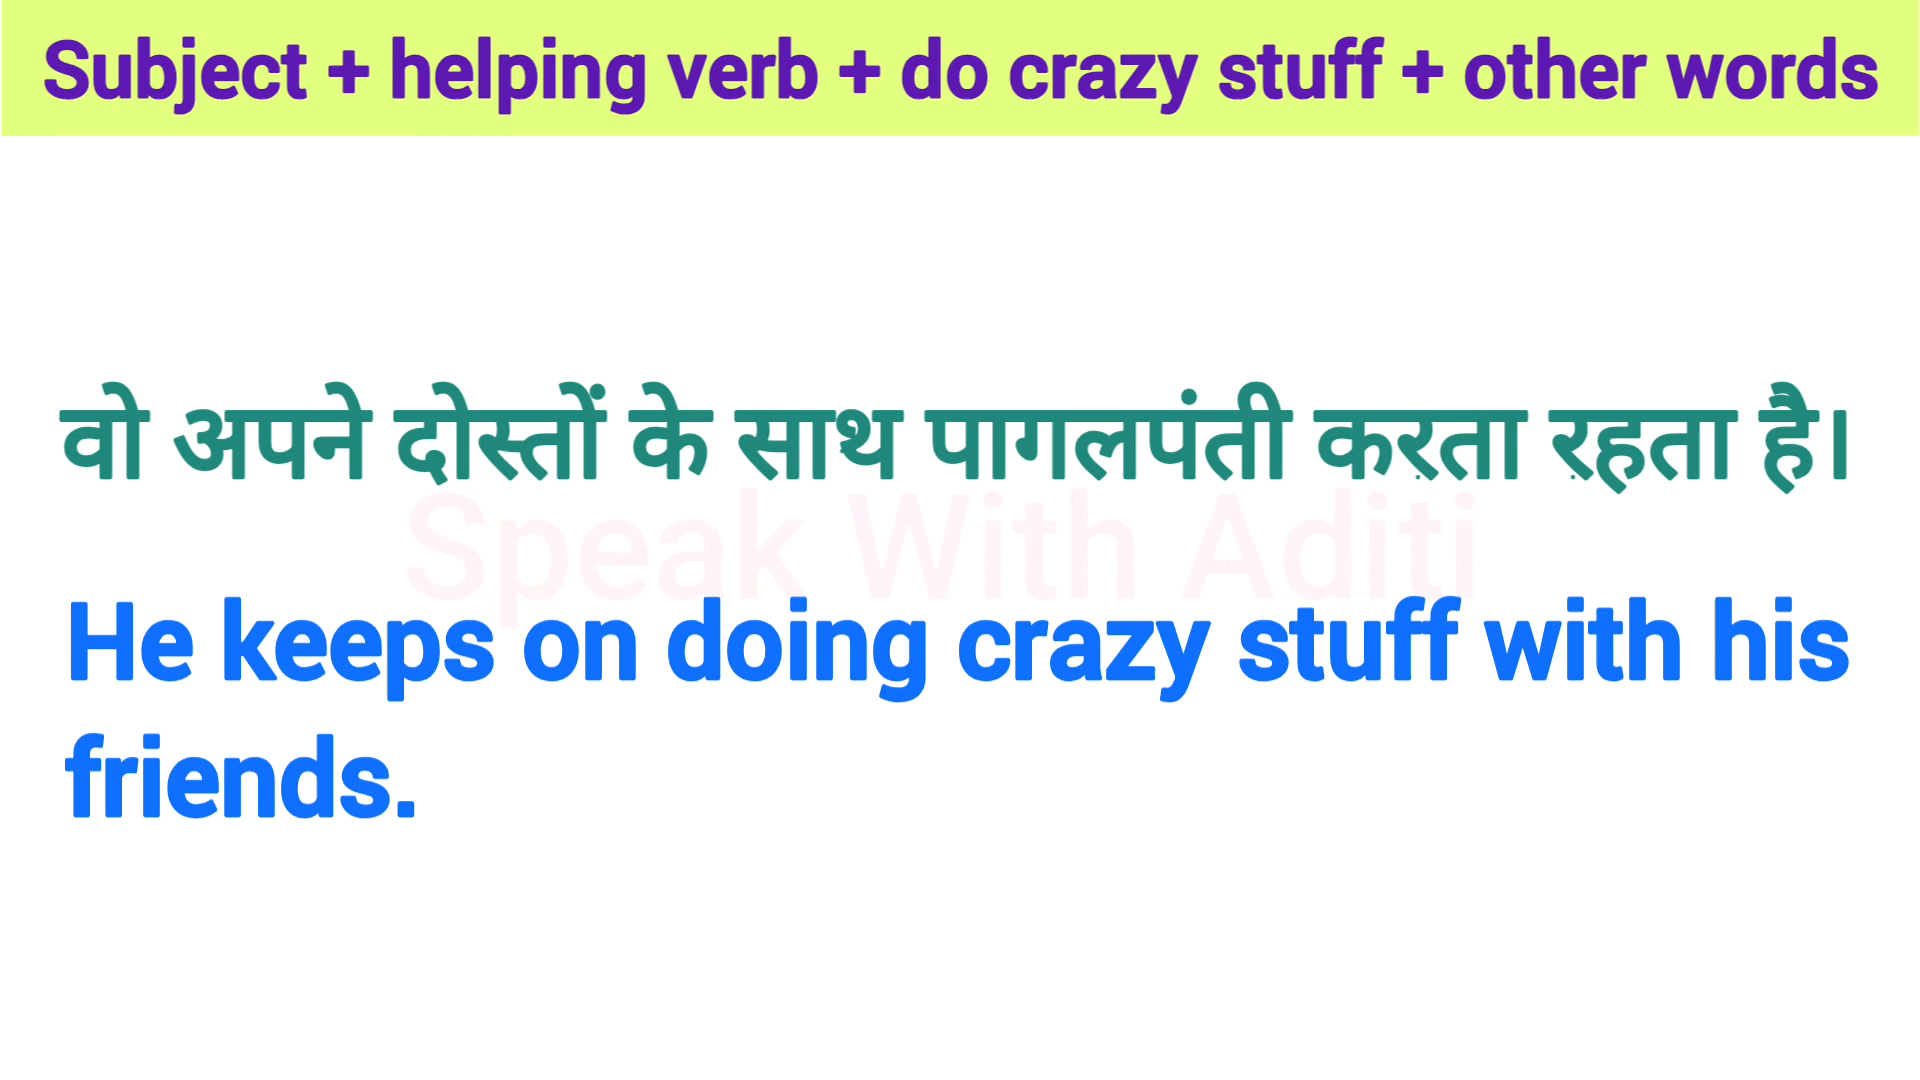 Subject + helping verb + do crazy stuff + other words
वो अपने दोस्तों के साथ पागलपंती करता रहता है।
Speak With Aditi
He keeps on doing crazy stuff with his
friends.